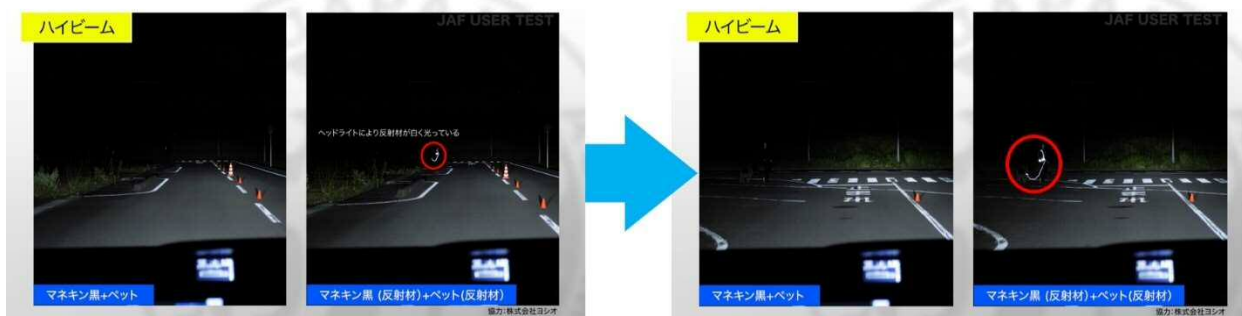 ハイビーム
マネキン黒+ペット
JAF USER TEST
ヘッドライトにより反射材が白く光っている
マネキン黒 (反射材)+ペット(反射材)
協力:株式会社ヨシオ
ハイビーム
マネキン黒+ペット
JAF USER TEST
マネキン黒 (反射材)+ペット(反射材)
協力:株式会社ヨシオ